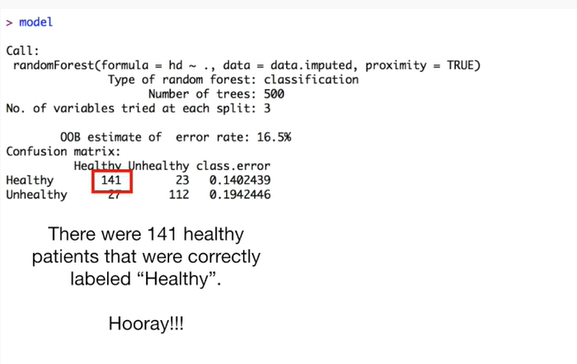 > model
Call:
randomForest(formula = hd ~ ., data = data.imputed, proximity = TRUE)
Type of random forest: classification
Number of trees: 500
No. of variables tried at each split: 3
OOB estimate of  error rate: 16.5%
Confusion matrix:
Healthy Unhealthy class.error
Healthy 141 23 0.1402439
Unhealthy 27 112 0.1942446
There were 141 healthy
patients that were correctly
labeled “Healthy”.
Hooray!!!